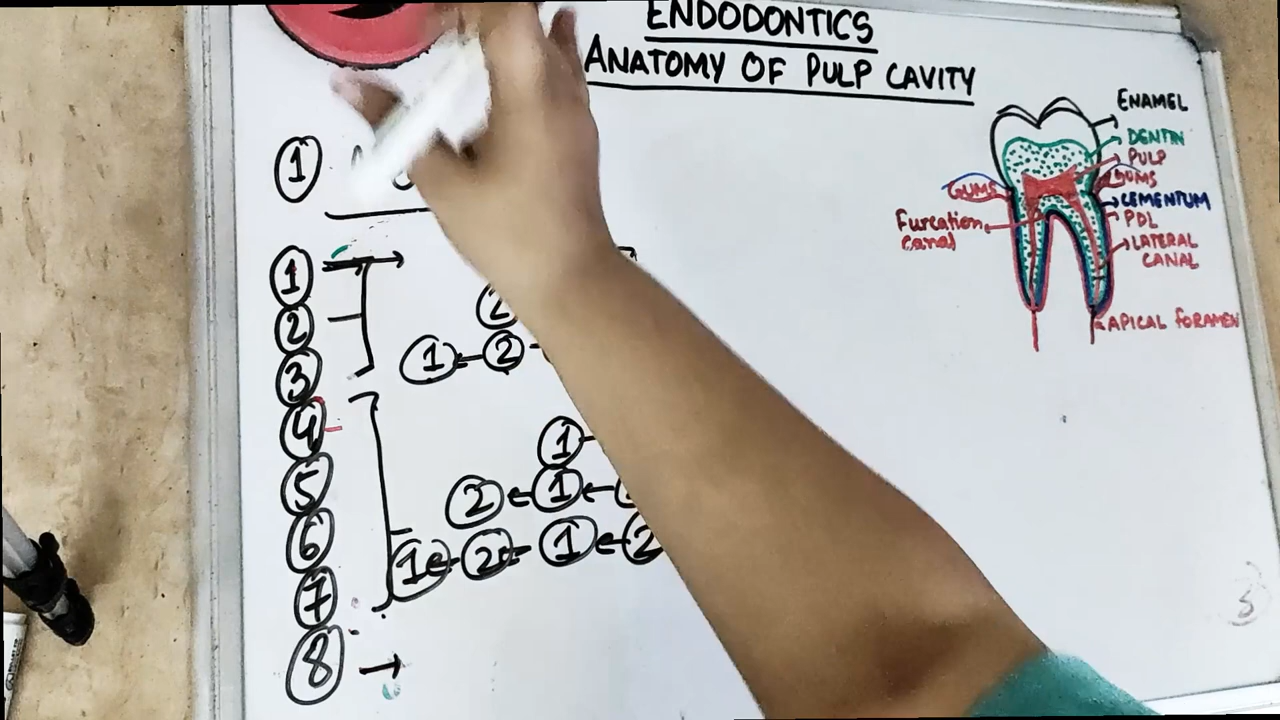 ENDODONTICS
ANATOMY OF PULP CAVITY
ENAMEL
DENTIN
PULP
GUMS
GUMS
CEMENTUM
Furcation canal
PDL
LATERAL CANAL
APICAL FORAMEN
1
1
2
3
4
5
6
7
8
2
1 2
1
2 1
1 2 1 2